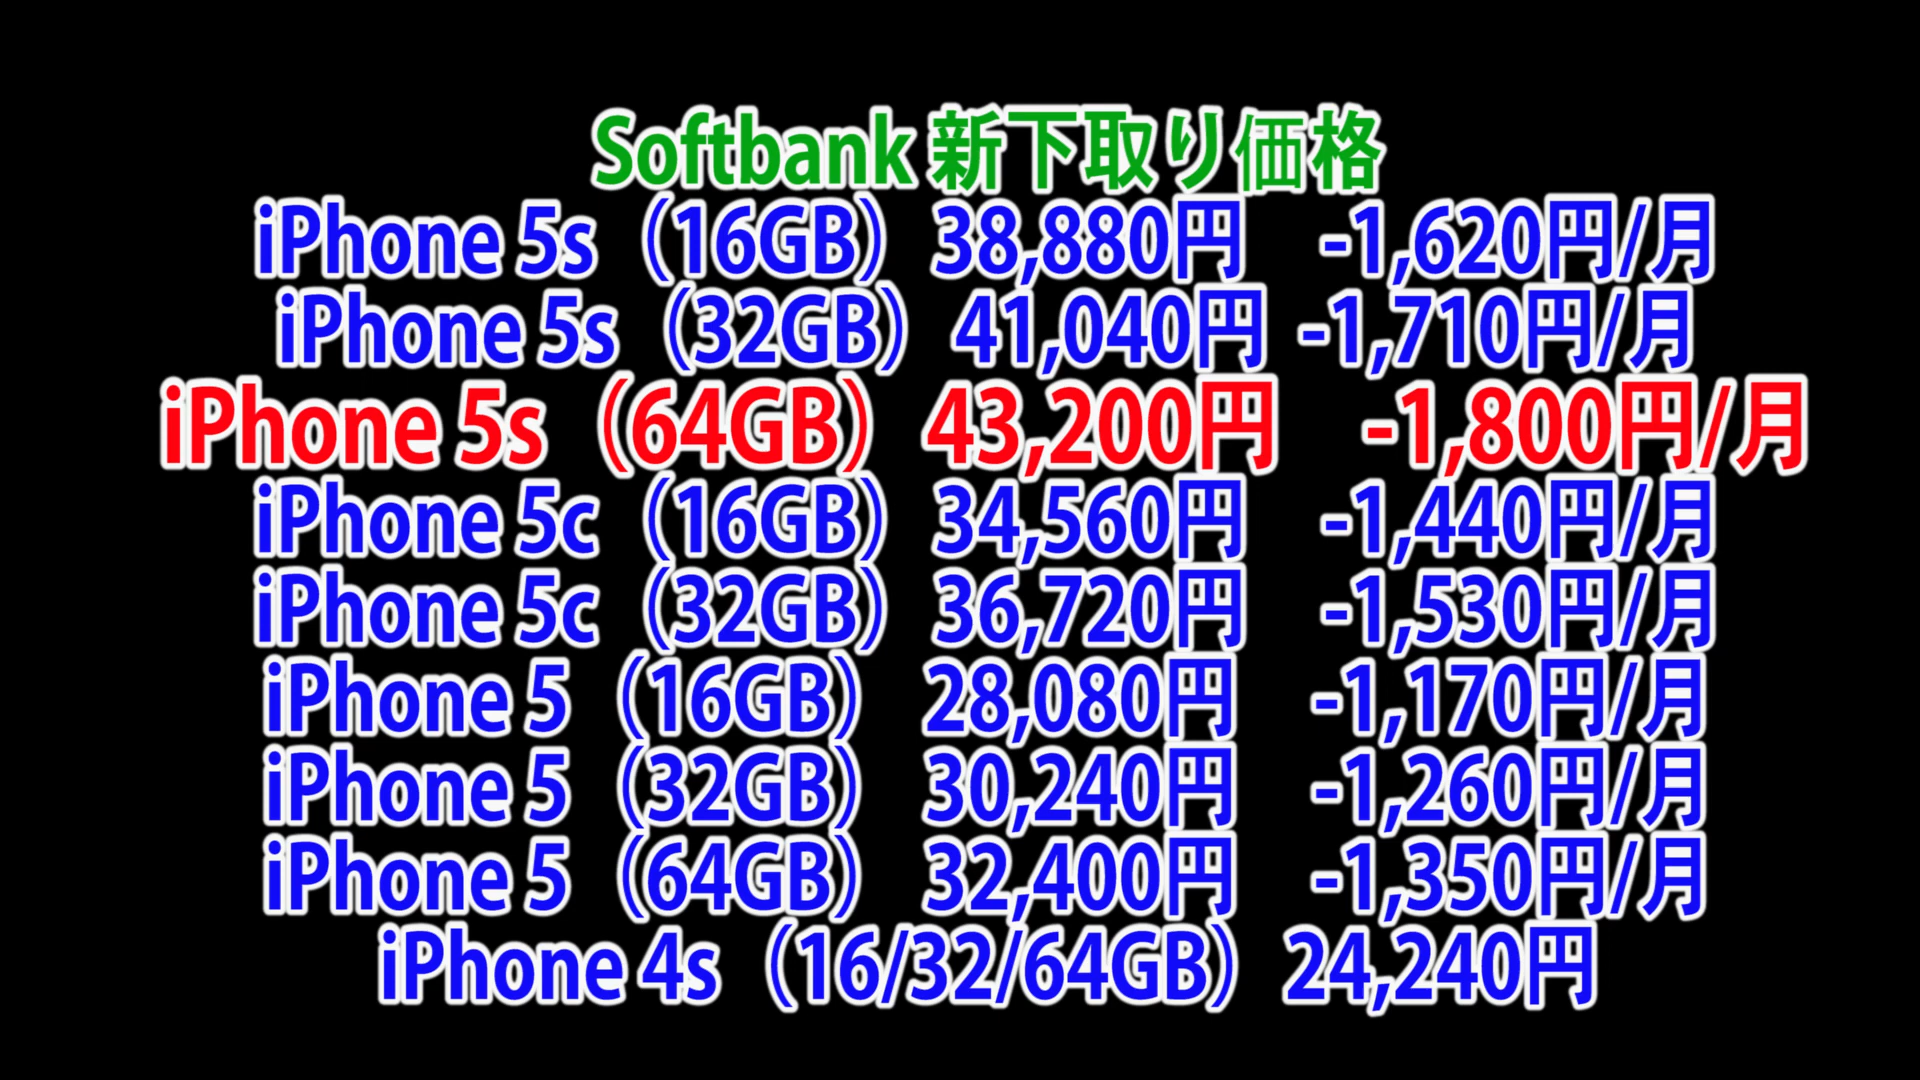 Softbank 新下取り価格
iPhone 5s（16GB） 38,880円 -1,620円/月
iPhone 5s（32GB） 41,040円 -1,710円/月
iPhone 5s（64GB） 43,200円 -1,800円/月
iPhone 5c（16GB） 34,560円 -1,440円/月
iPhone 5c（32GB） 36,720円 -1,530円/月
iPhone 5（16GB） 28,080円 -1,170円/月
iPhone 5（32GB） 30,240円 -1,260円/月
iPhone 5（64GB） 32,400円 -1,350円/月
iPhone 4s（16/32/64GB）24,240円